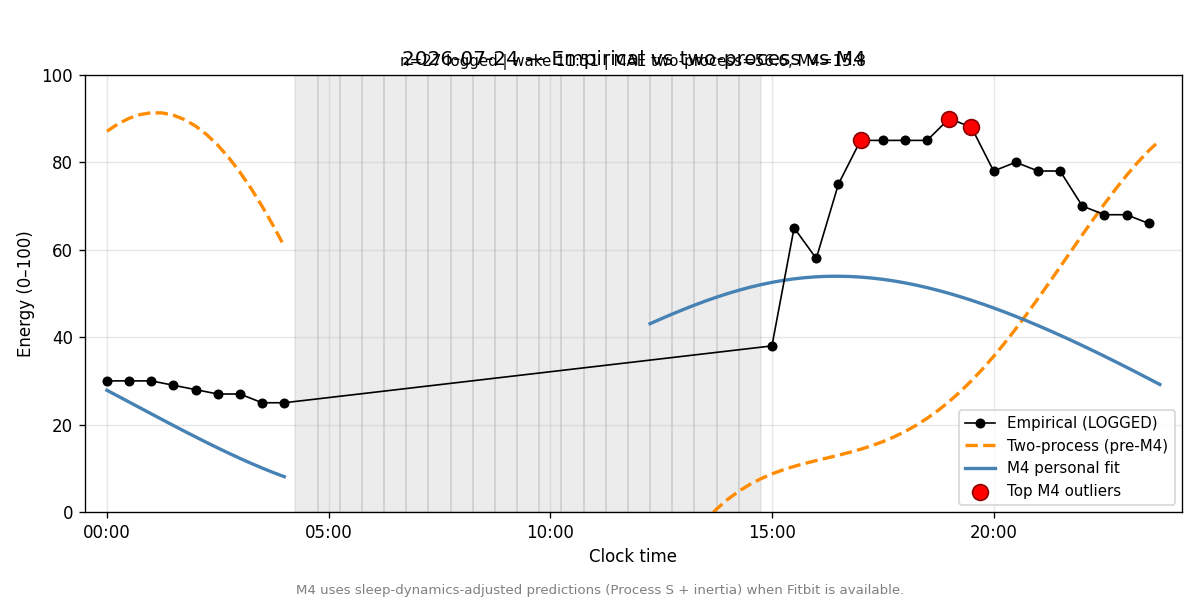 2026-07-24 — Empirical vs two-process vs M4
100
80
60
40
20
0
Energy (0–100)
00:00 05:00 10:00 15:00 20:00
Clock time
Empirical (LOGGED)
Two-process (pre-M4)
M4 personal fit
Top M4 outliers
M4 uses sleep-dynamics-adjusted predictions (Process S + inertia) when Fitbit is available.